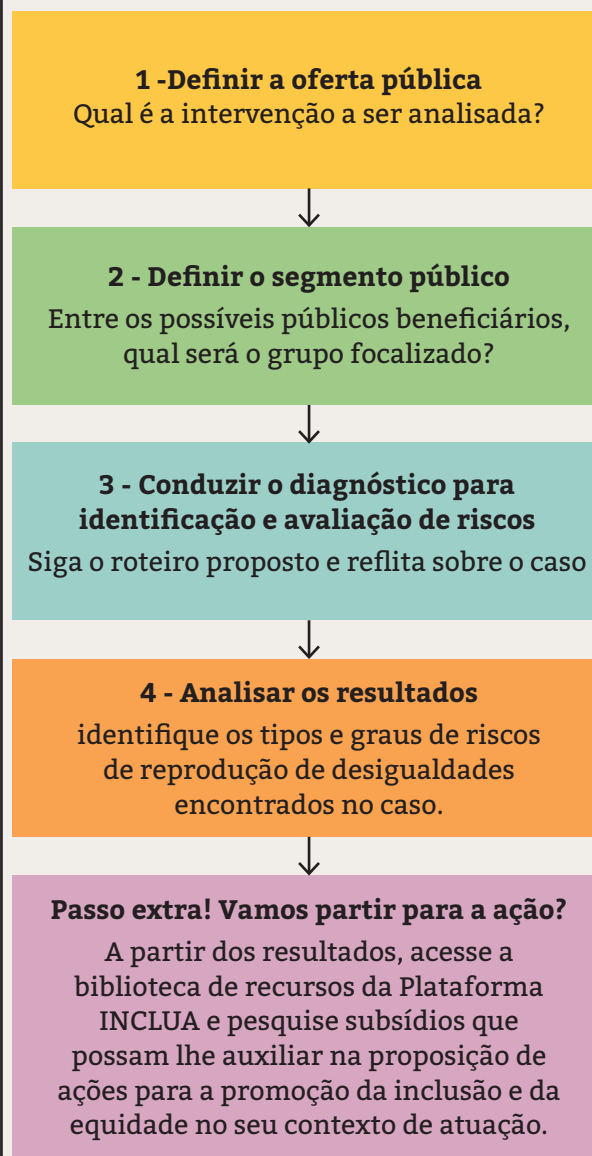 1 -Definir a oferta pública
Qual é a intervenção a ser analisada?
2 - Definir o segmento público
Entre os possíveis públicos beneficiários,
qual será o grupo focalizado?
3 - Conduzir o diagnóstico para
identificação e avaliação de riscos
Siga o roteiro proposto e reflita sobre o caso
4 - Analisar os resultados
identifique os tipos e graus de riscos
de reprodução de desigualdades
encontrados no caso.
Passo extra! Vamos partir para a ação?
A partir dos resultados, acesse a
biblioteca de recursos da Plataforma
INCLUA e pesquise subsídios que
possam lhe auxiliar na proposição de
ações para a promoção da inclusão e da
equidade no seu contexto de atuação.